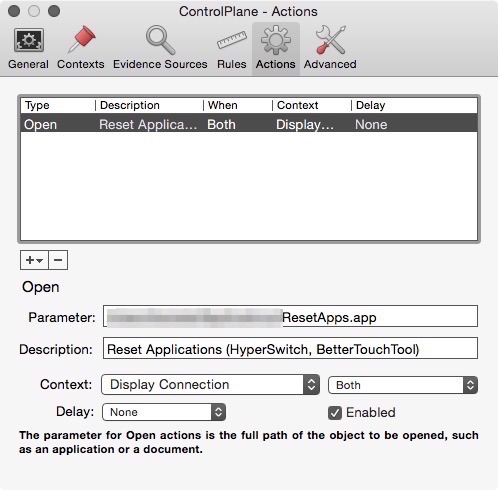 ControlPlane - Actions
General Contexts Evidence Sources Rules Actions Advanced
Type Description When Context Delay
Open Reset Applica... Both Display... None
Open
Parameter: ResetApps.app
Description: Reset Applications (HyperSwitch, BetterTouchTool)
Context: Display Connection Both
Delay: None Enabled
The parameter for Open actions is the full path of the object to be opened, such
as an application or a document.